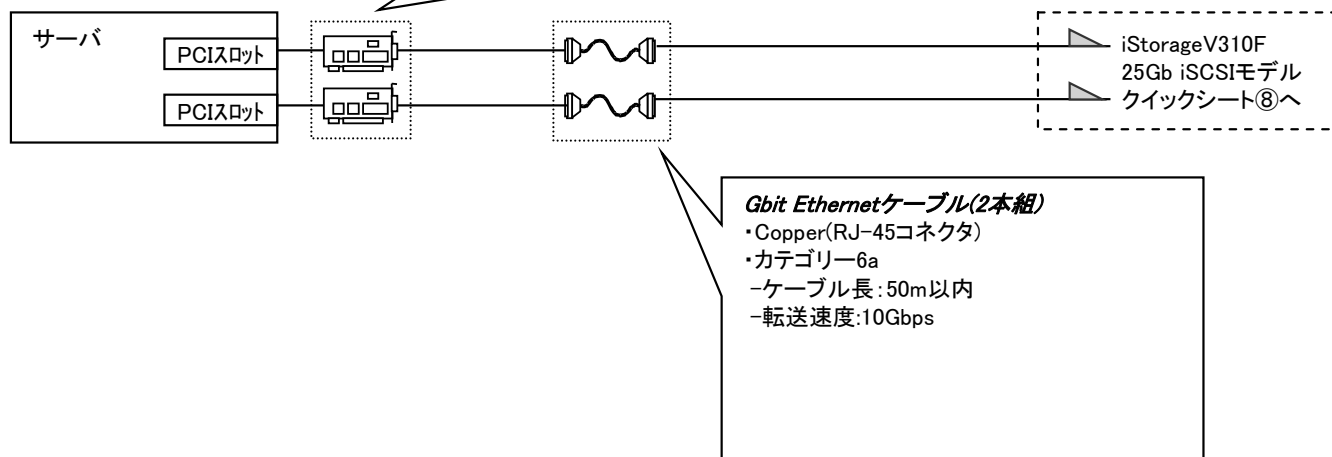 サーバ
PCIスロット
PCIスロット
iStorageV310F
25Gb iSCSIモデル
クイックシート⑧へ
Gbit Ethernetケーブル(2本組)
・Copper(RJ-45コネクタ)
・カテゴリー6a
-ケーブル長:50m以内
-転送速度:10Gbps